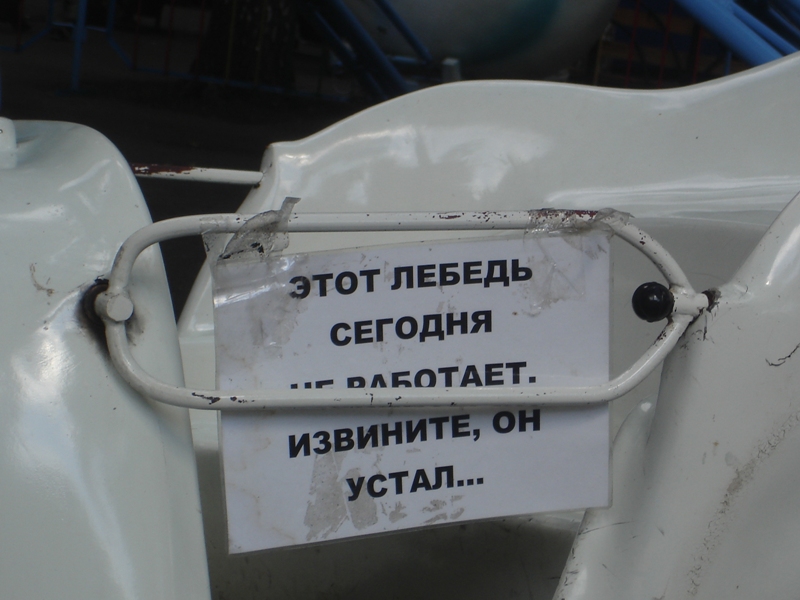 ЭТОТ ЛЕБЕДЬ
СЕГОДНЯ
НЕ РАБОТАЕТ.
ИЗВИНИТЕ, ОН
УСТАЛ...